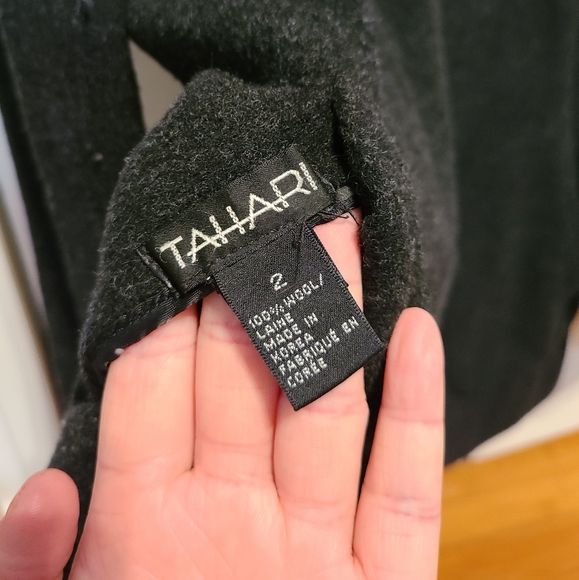 TAHARI
2
100% WOOL/
LAINE
MADE IN
KOREA
FABRIQUÉ EN
CORÉE